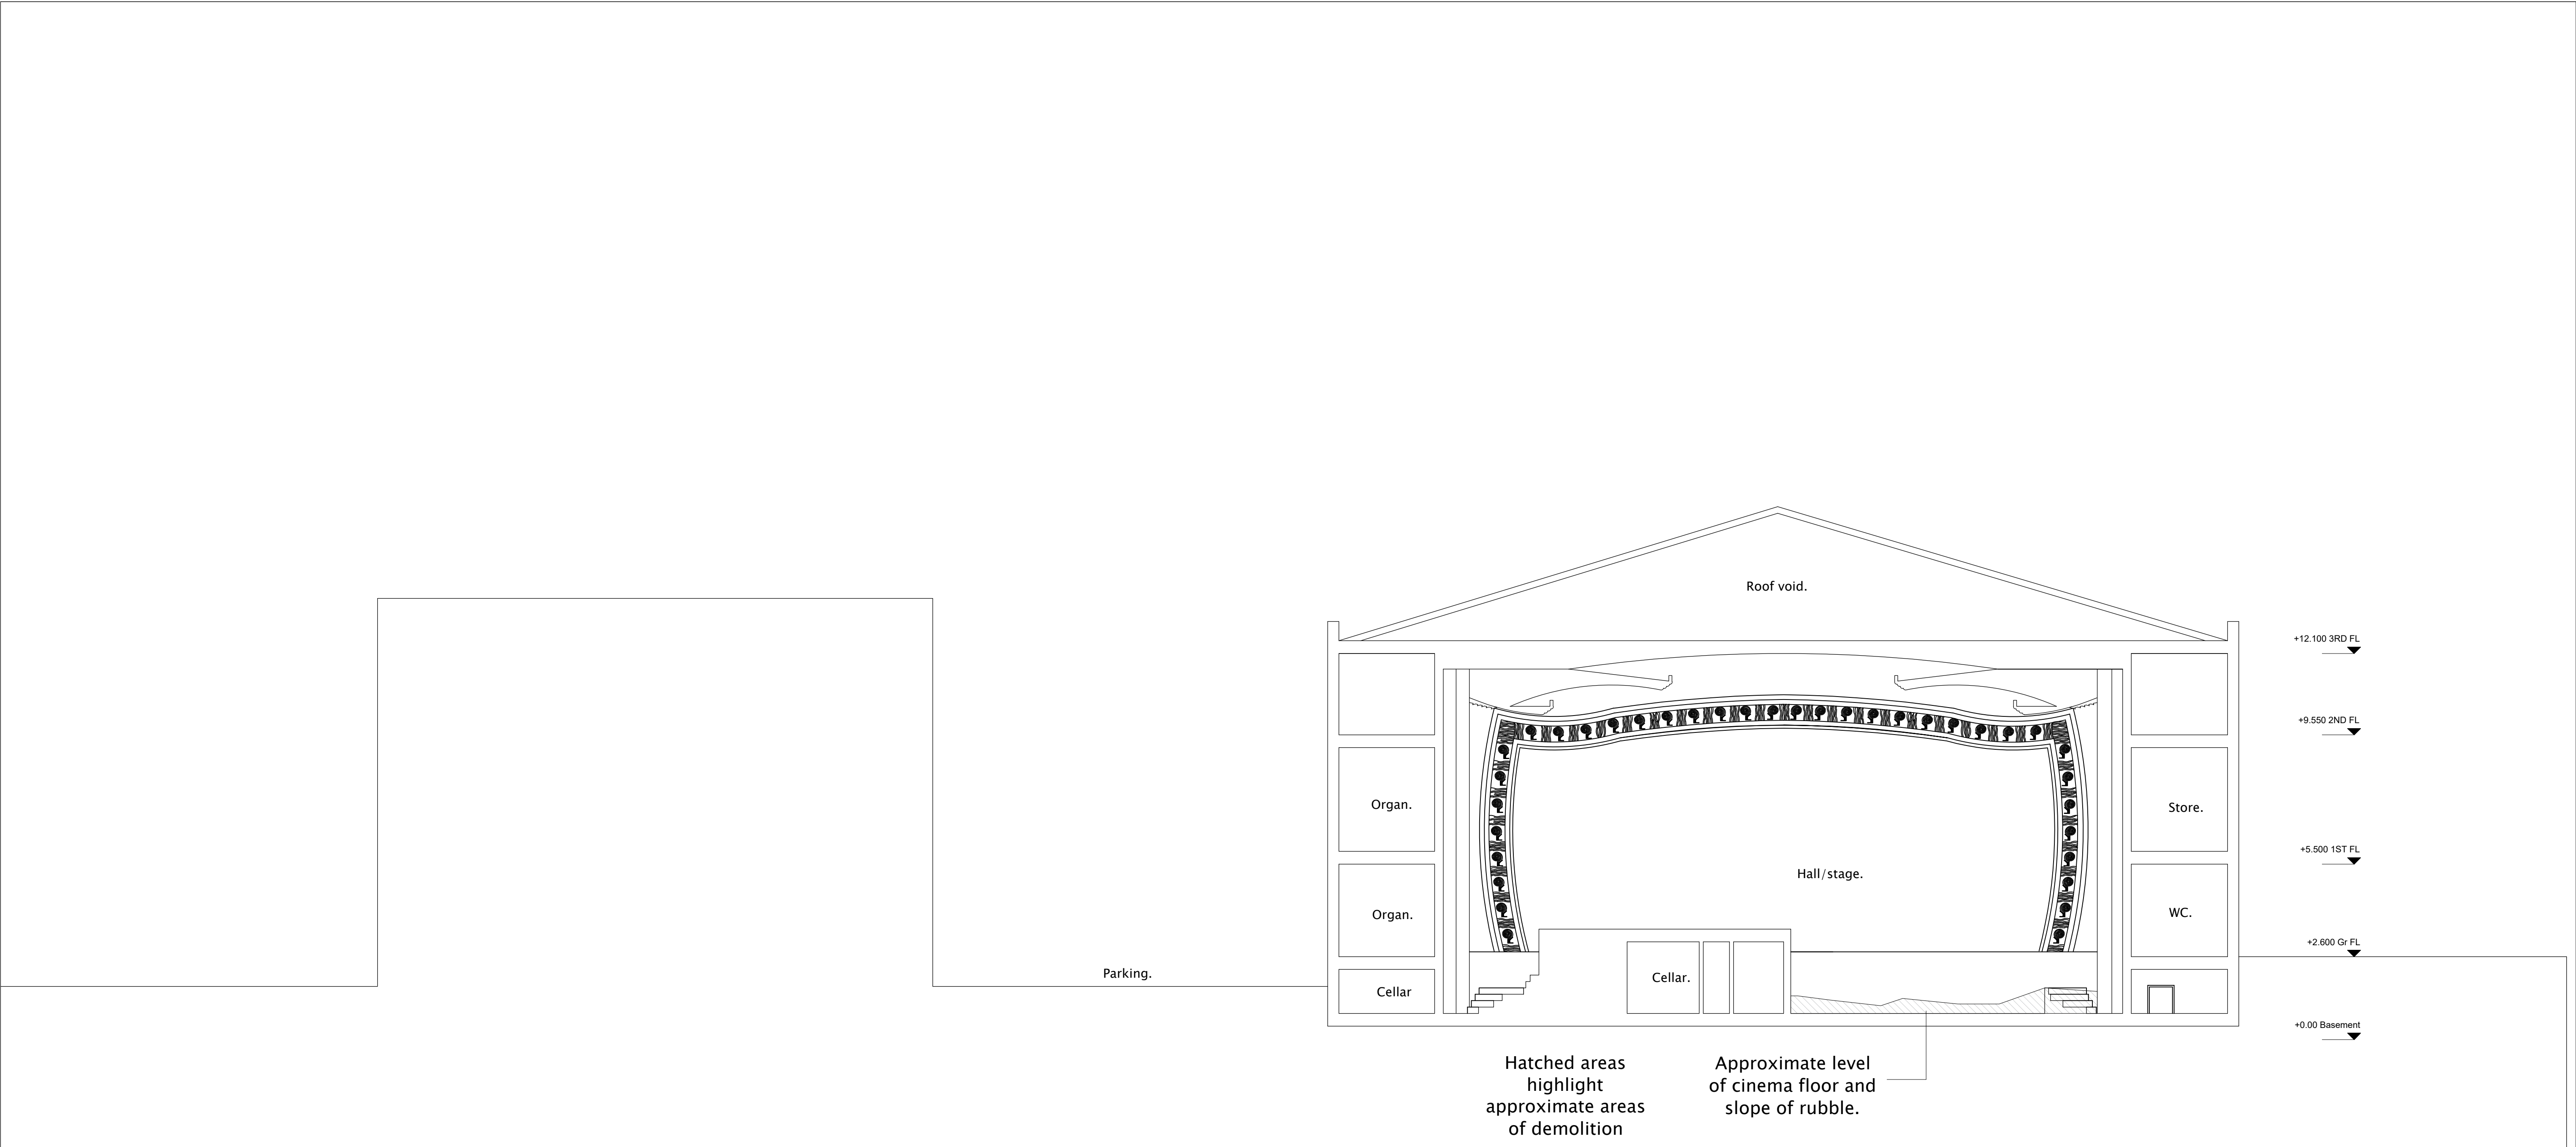 Roof void.
+12.100 3RD FL
+9.550 2ND FL
Organ.
Store.
+5.500 1ST FL
Hall/stage.
Organ.
WC.
+2.600 Gr FL
Parking.
Cellar.
Cellar
+0.00 Basement
Hatched areas
highlight
approximate areas
of demolition
Approximate level
of cinema floor and
slope of rubble.